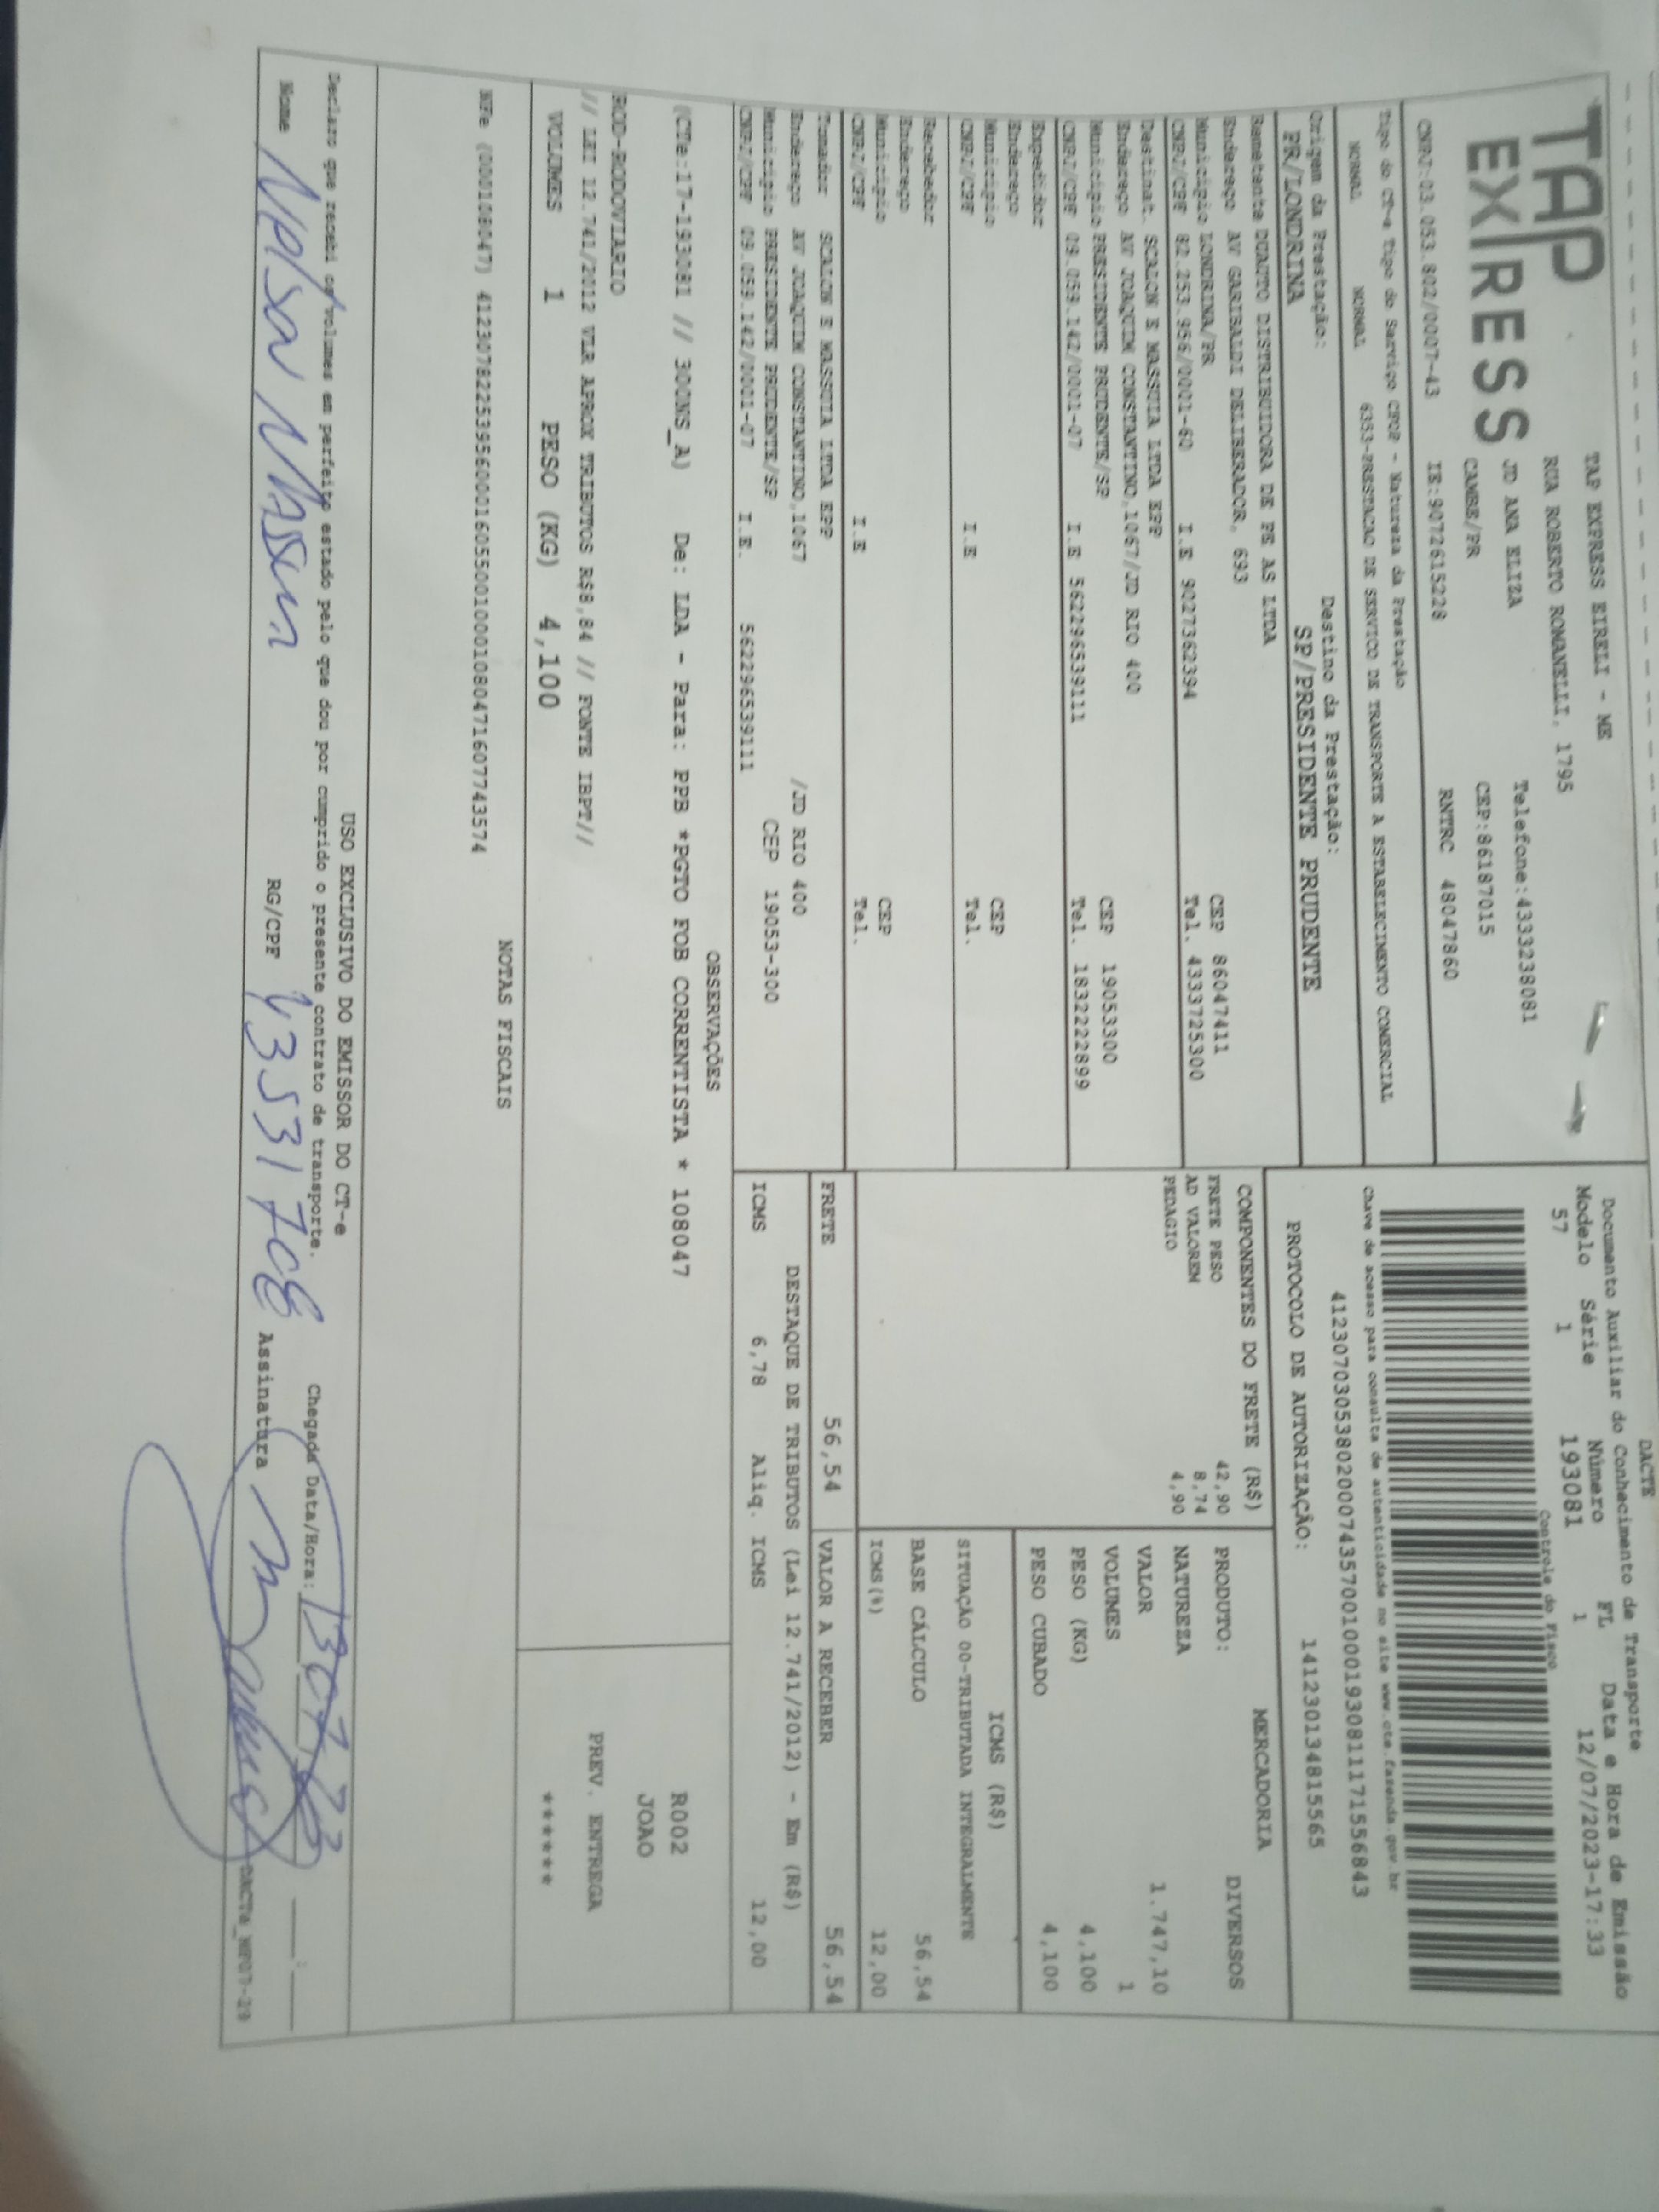 DACTE
TAP EXPRESS
TAP EXPRESS EIRELI - ME
RUA ROBERTO ROMANELLI, 1795
JD ANA ELIZA Telefone:4333238081
CAMBE/PR CEP:86187015
CNPJ:03.053.802/0007-43 IE:9072615228 RNTRC 48047860
Documento Auxiliar do Conhecimento de Transporte
Modelo Série Número FL Data e Hora de Emissão
57 1 193081 1 12/07/2023-17:33
Controle do Fisco
Chave de acesso para consulta de autenticidade no site www.cte.fazenda.gov.br
41230703053802000743570010001930811171556843
PROTOCOLO DE AUTORIZAÇÃO: 141230134815565
Tipo do CT-e Tipo do Serviço CFOP - Natureza da Prestação
NORMAL NORMAL 6353-PRESTACAO DE SERVICO DE TRANSPORTE A ESTABELECIMENTO COMERCIAL
Origem da Prestação: Destino da Prestação:
PR/LONDRINA SP/PRESIDENTE PRUDENTE
Remetente DUAUTO DISTRIBUIDORA DE PE AS LTDA
Endereço AV GARIBALDI DELIBERADOR, 693
Município LONDRINA/PR CEP 86047411
CNPJ/CPF 82.253.956/0001-60 I.E 9027362394 Tel. 4333725300
Destinat. SCALON E MASSUIA LTDA EPP
Endereço AV JOAQUIM CONSTANTINO,1067/JD RIO 400
Município PRESIDENTE PRUDENTE/SP CEP 19053300
CNPJ/CPF 09.059.142/0001-07 I.E 562296539111 Tel. 1832222899
Expedidor
Endereço
Município CEP
CNPJ/CPF I.E Tel.
Recebedor
Endereço
Município CEP
CNPJ/CPF I.E Tel.
Tomador SCALON E MASSUIA LTDA EPP
Endereço AV JOAQUIM CONSTANTINO,1067 /JD RIO 400
Município PRESIDENTE PRUDENTE/SP CEP 19053-300
CNPJ/CPF 09.059.142/0001-07 I.E. 562296539111
COMPONENTES DO FRETE (R$)
FRETE PESO 42,90
AD VALOREM 8,74
PEDAGIO 4,90
MERCADORIA
PRODUTO: DIVERSOS
NATUREZA
VALOR 1.747,10
VOLUMES 1
PESO (KG) 4,100
PESO CUBADO 4,100
ICMS (R$)
SITUAÇÃO 00-TRIBUTADA INTEGRALMENTE
BASE CÁLCULO 56,54
ICMS(%) 12,00
FRETE 56,54 VALOR A RECEBER 56,54
DESTAQUE DE TRIBUTOS (Lei 12.741/2012) - Em (R$)
ICMS 6,78 Aliq. ICMS 12,00
OBSERVAÇÕES
(CTe:17-193081 // 300NS_A) De: LDA - Para: PPB *PGTO FOB CORRENTISTA * 108047
ROD-RODOVIARIO
// LEI 12.741/2012 VLR APROX TRIBUTOS R$8,84 // FONTE IBPT//
R002
JOAO
VOLUMES 1 PESO (KG) 4,100
PREV. ENTREGA
******
NOTAS FISCAIS
NFe (000108047) 41230782253956000160550010001080471607743574
USO EXCLUSIVO DO EMISSOR DO CT-e
Declaro que recebi os volumes em perfeito estado pelo que dou por cumprido o presente contrato de transporte. Chegada Data/Hora: 13 07 23 __:__
Nome Nelson RG/CPF 43531708 Assinatura